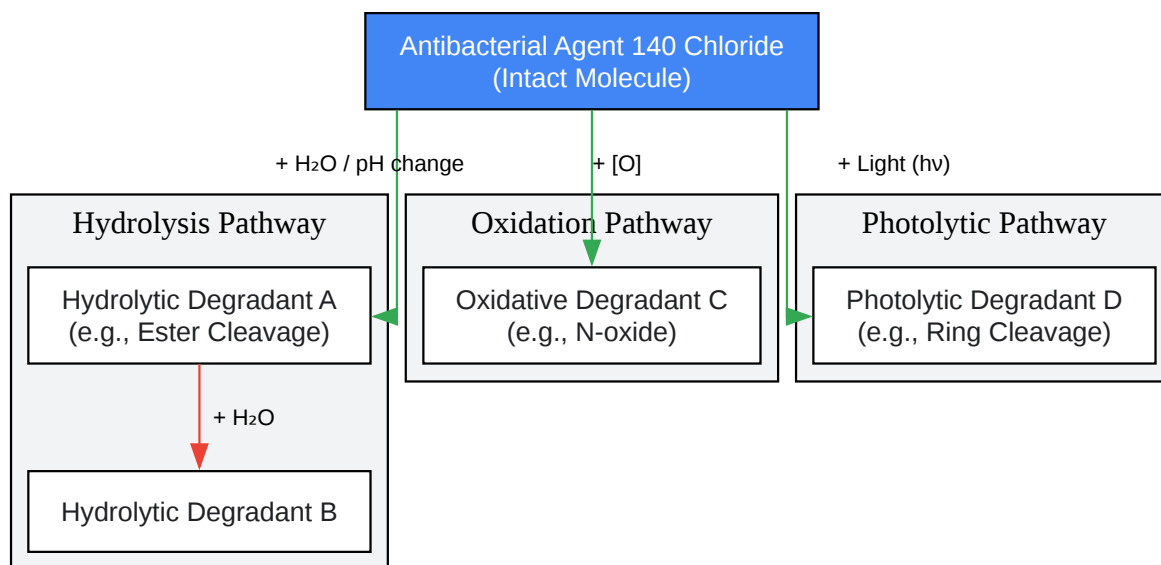 Antibacterial Agent 140 Chloride
(Intact Molecule)
+ H₂O / pH change
+ [O]
+ Light (hν)
Hydrolysis Pathway
Oxidation Pathway
Photolytic Pathway
Hydrolytic Degradant A
(e.g., Ester Cleavage)
Oxidative Degradant C
(e.g., N-oxide)
Photolytic Degradant D
(e.g., Ring Cleavage)
+ H₂O
Hydrolytic Degradant B